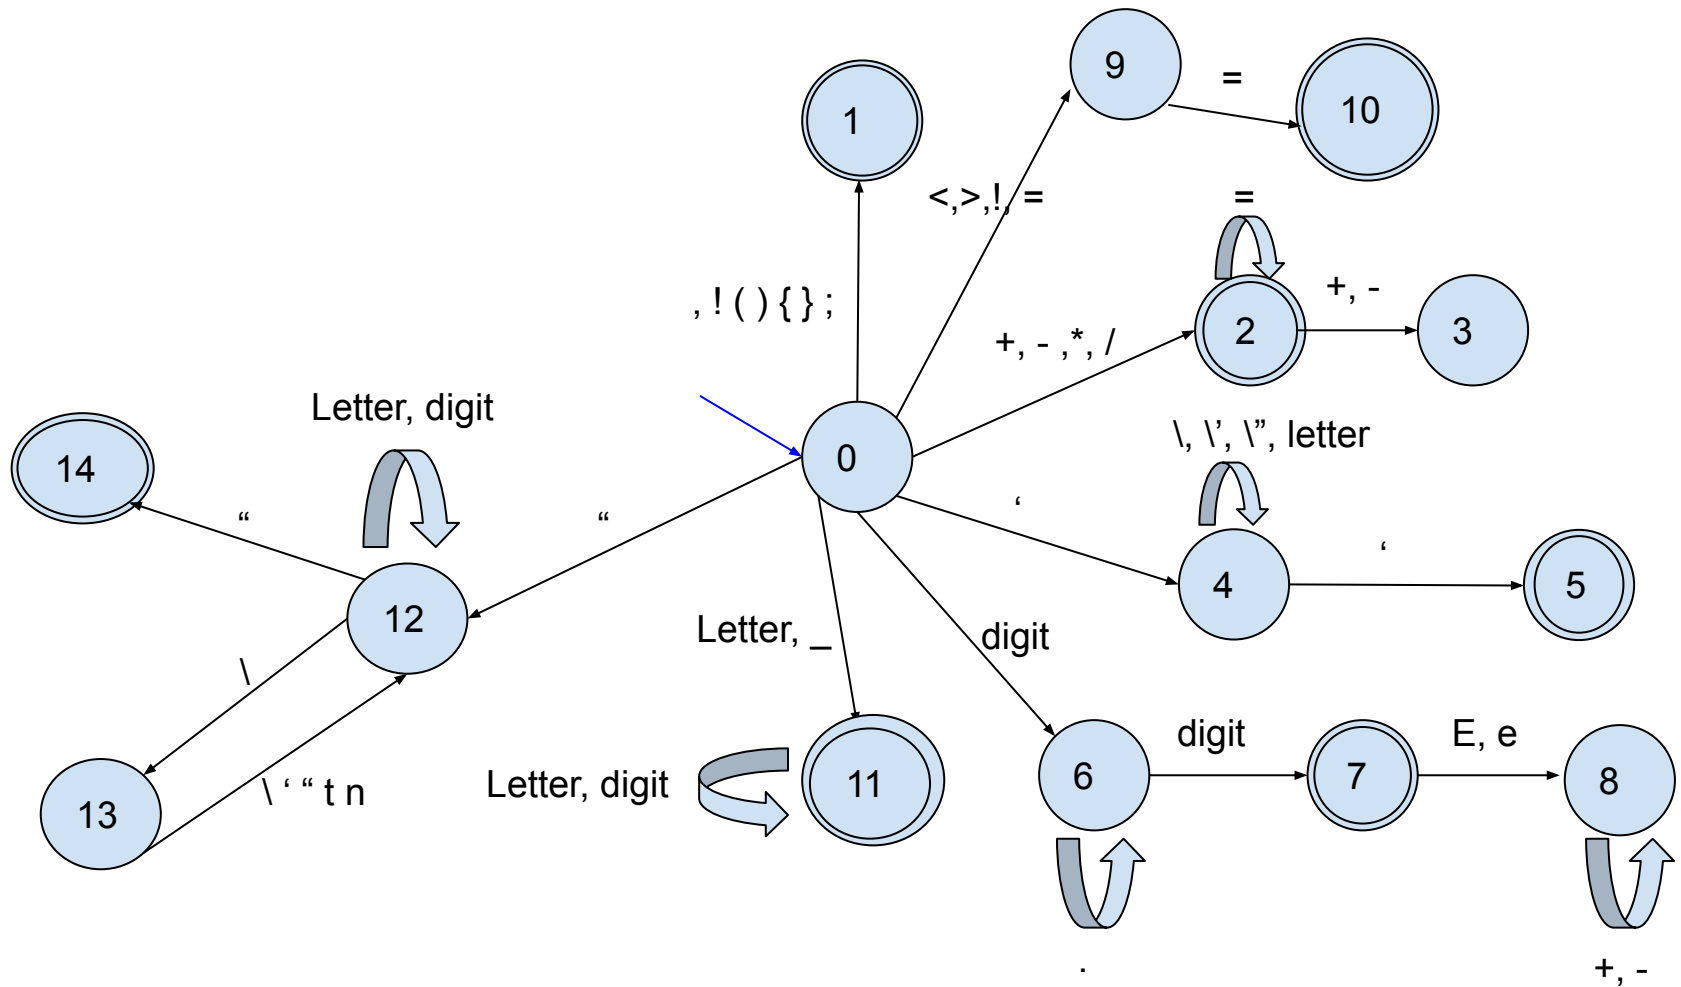 9
=
10
1
<,>,!, =
=
, ! ( ) { } ;
+, - ,*, /
2
+, -
3
Letter, digit
\, \’, \”, letter
14
“
“
0
‘
4
‘
5
12
\
Letter, _
digit
13
\ ‘ “ t n
Letter, digit
11
6
digit
7
E, e
8
.
+, -